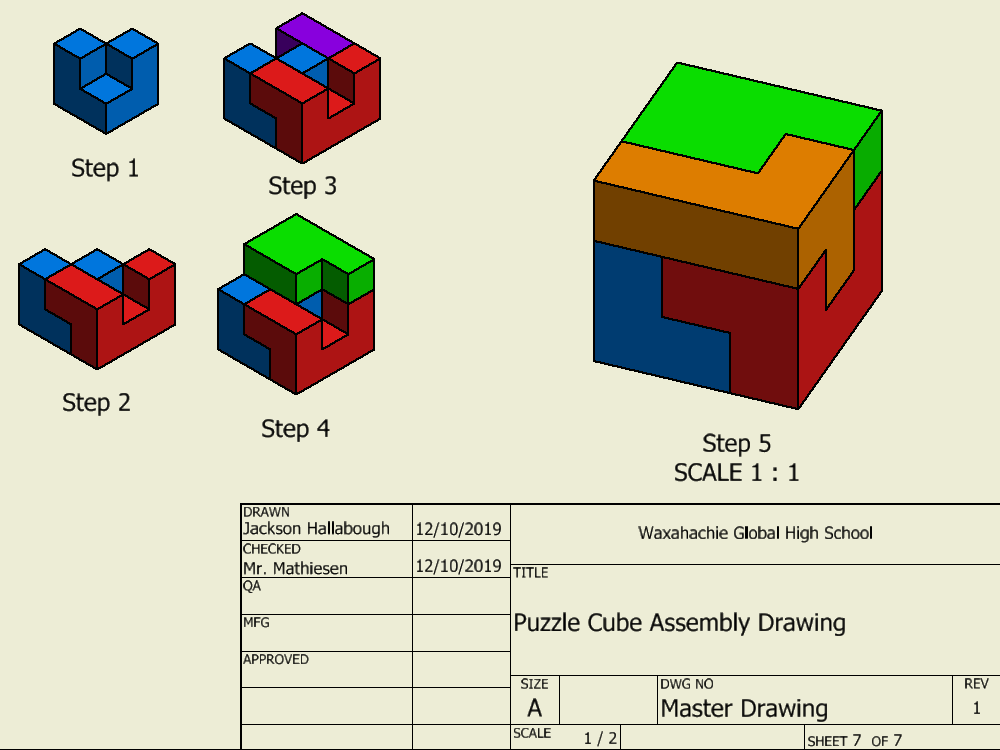 Step 1
Step 3
Step 2
Step 4
Step 5
SCALE 1 : 1
DRAWN
Jackson Hallabough
12/10/2019
CHECKED
Mr. Mathiesen
12/10/2019
QA
MFG
APPROVED
Waxahachie Global High School
TITLE
Puzzle Cube Assembly Drawing
SIZE
A
DWG NO
Master Drawing
REV
1
SCALE
1 / 2
SHEET 7 OF 7